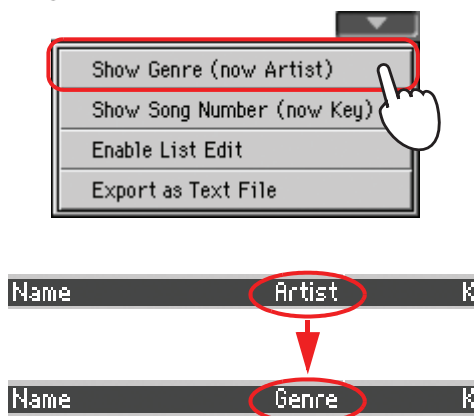 Show Genre (now Artist)
Show Song Number (now Key)
Enable List Edit
Export as Text File
Name Artist K
Name Genre K